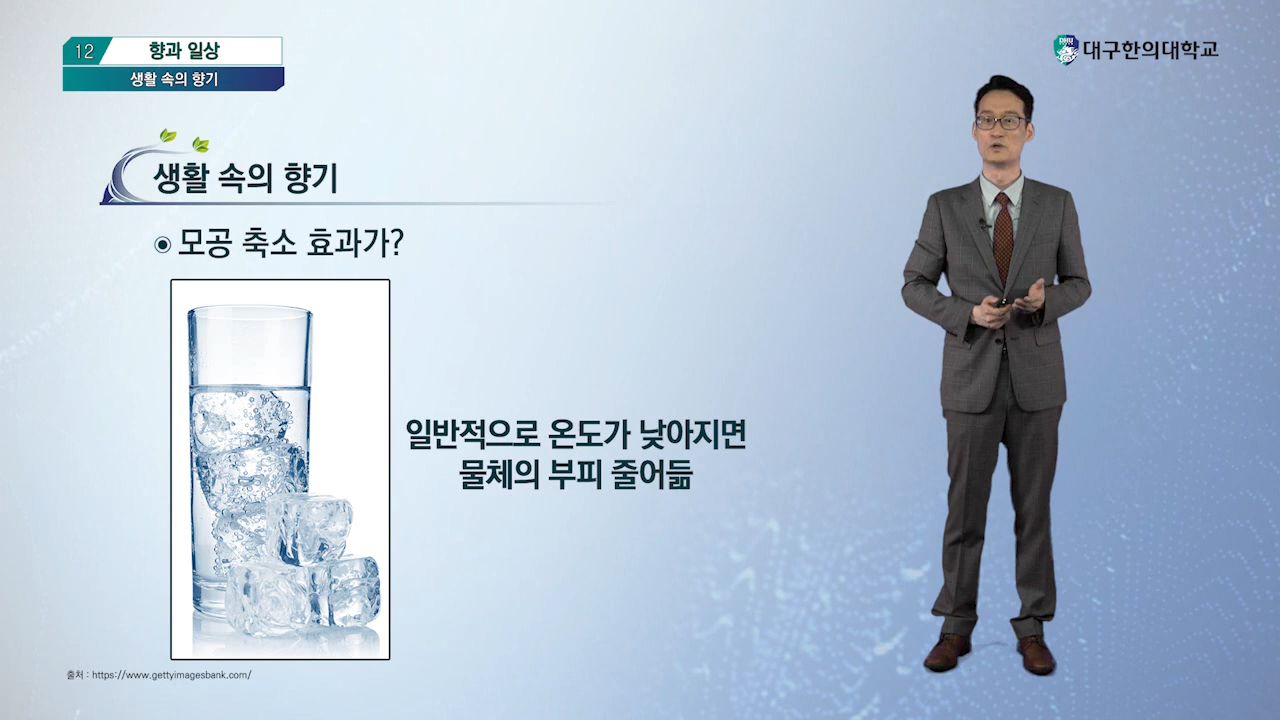 12
향과 일상
생활 속의 향기
대구한의대학교
생활 속의 향기
모공 축소 효과가?
일반적으로 온도가 낮아지면
물체의 부피 줄어듦
출처 : https://www.gettyimagesbank.com/